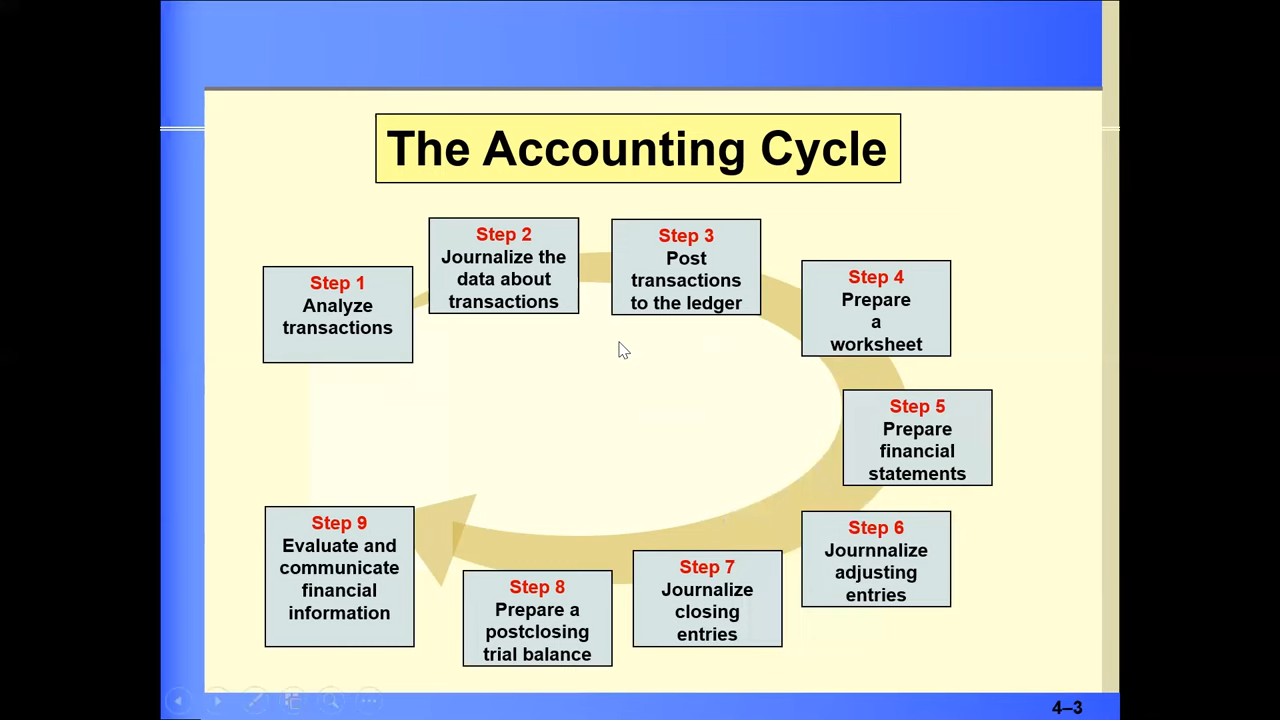 The Accounting Cycle
Step 1
Analyze
transactions
Step 2
Journalize the
data about
transactions
Step 3
Post
transactions
to the ledger
Step 4
Prepare
a
worksheet
Step 5
Prepare
financial
statements
Step 6
Journnalize
adjusting
entries
Step 7
Journalize
closing
entries
Step 8
Prepare a
postclosing
trial balance
Step 9
Evaluate and
communicate
financial
information
4–3